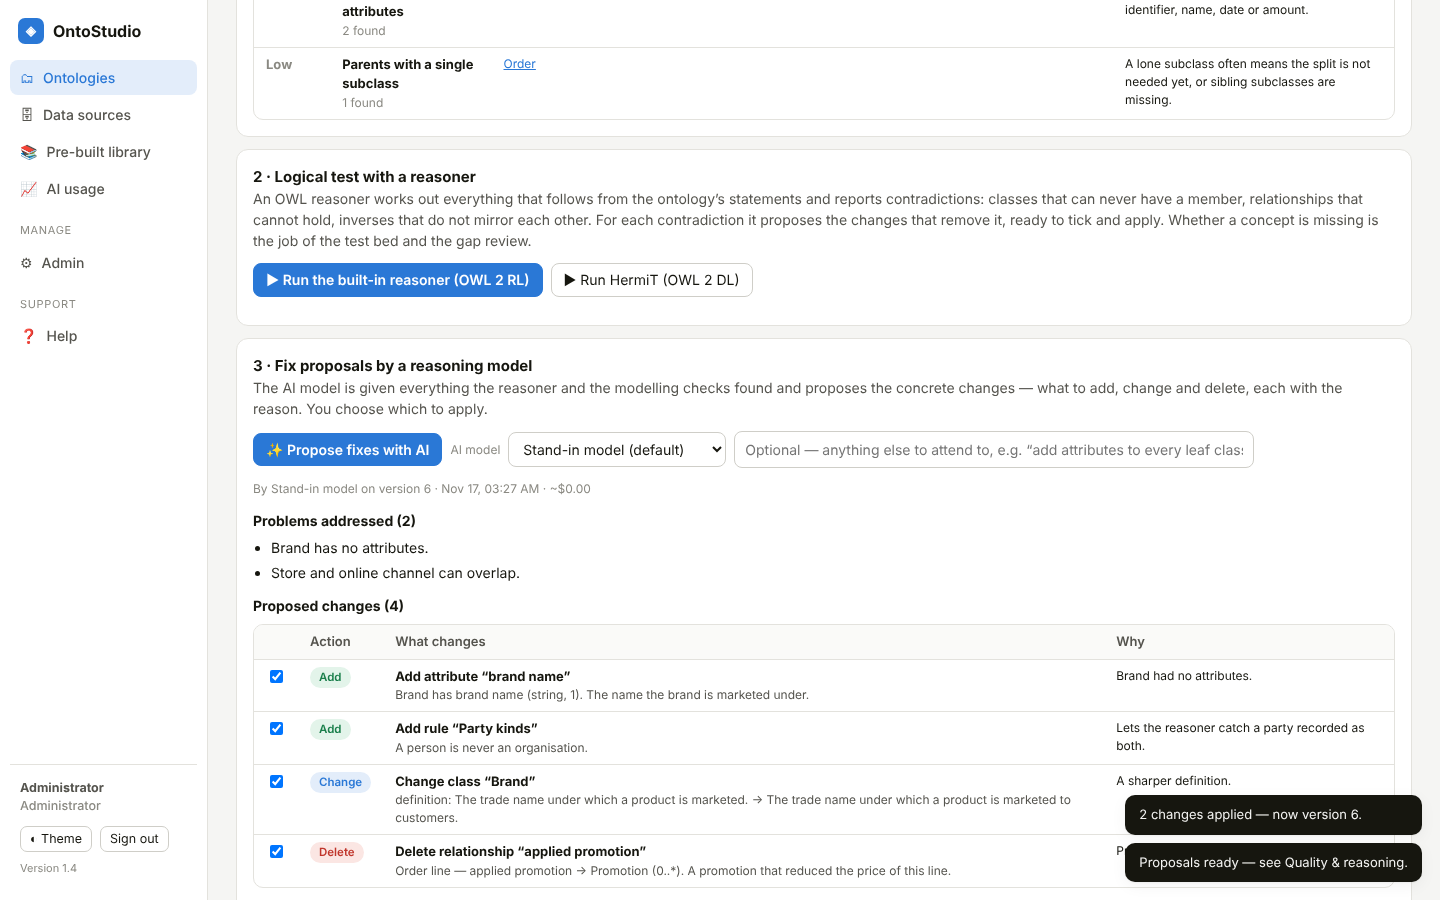 OntoStudio
Ontologies
Data sources
Pre-built library
AI usage
MANAGE
Admin
SUPPORT
Help
Administrator
Administrator
Theme
Sign out
Version 1.4
attributes
2 found
identifier, name, date or amount.
Low
Parents with a single
subclass
1 found
Order
A lone subclass often means the split is not
needed yet, or sibling subclasses are
missing.
2 · Logical test with a reasoner
An OWL reasoner works out everything that follows from the ontology’s statements and reports contradictions: classes that can never have a member, relationships that
cannot hold, inverses that do not mirror each other. For each contradiction it proposes the changes that remove it, ready to tick and apply. Whether a concept is missing is
the job of the test bed and the gap review.
▶ Run the built-in reasoner (OWL 2 RL)
▶ Run HermiT (OWL 2 DL)
3 · Fix proposals by a reasoning model
The AI model is given everything the reasoner and the modelling checks found and proposes the concrete changes — what to add, change and delete, each with the
reason. You choose which to apply.
✨ Propose fixes with AI
AI model
Stand-in model (default)
Optional — anything else to attend to, e.g. “add attributes to every leaf clas
By Stand-in model on version 6 · Nov 17, 03:27 AM · ~$0.00
Problems addressed (2)
• Brand has no attributes.
• Store and online channel can overlap.
Proposed changes (4)
Action
What changes
Why
Add
Add attribute “brand name”
Brand has brand name (string, 1). The name the brand is marketed under.
Brand had no attributes.
Add
Add rule “Party kinds”
A person is never an organisation.
Lets the reasoner catch a party recorded as
both.
Change
Change class “Brand”
definition: The trade name under which a product is marketed. → The trade name under which a product is marketed to
customers.
A sharper definition.
Delete
Delete relationship “applied promotion”
Order line — applied promotion → Promotion (0..*). A promotion that reduced the price of this line.
2 changes applied — now version 6.
Proposals ready — see Quality & reasoning.